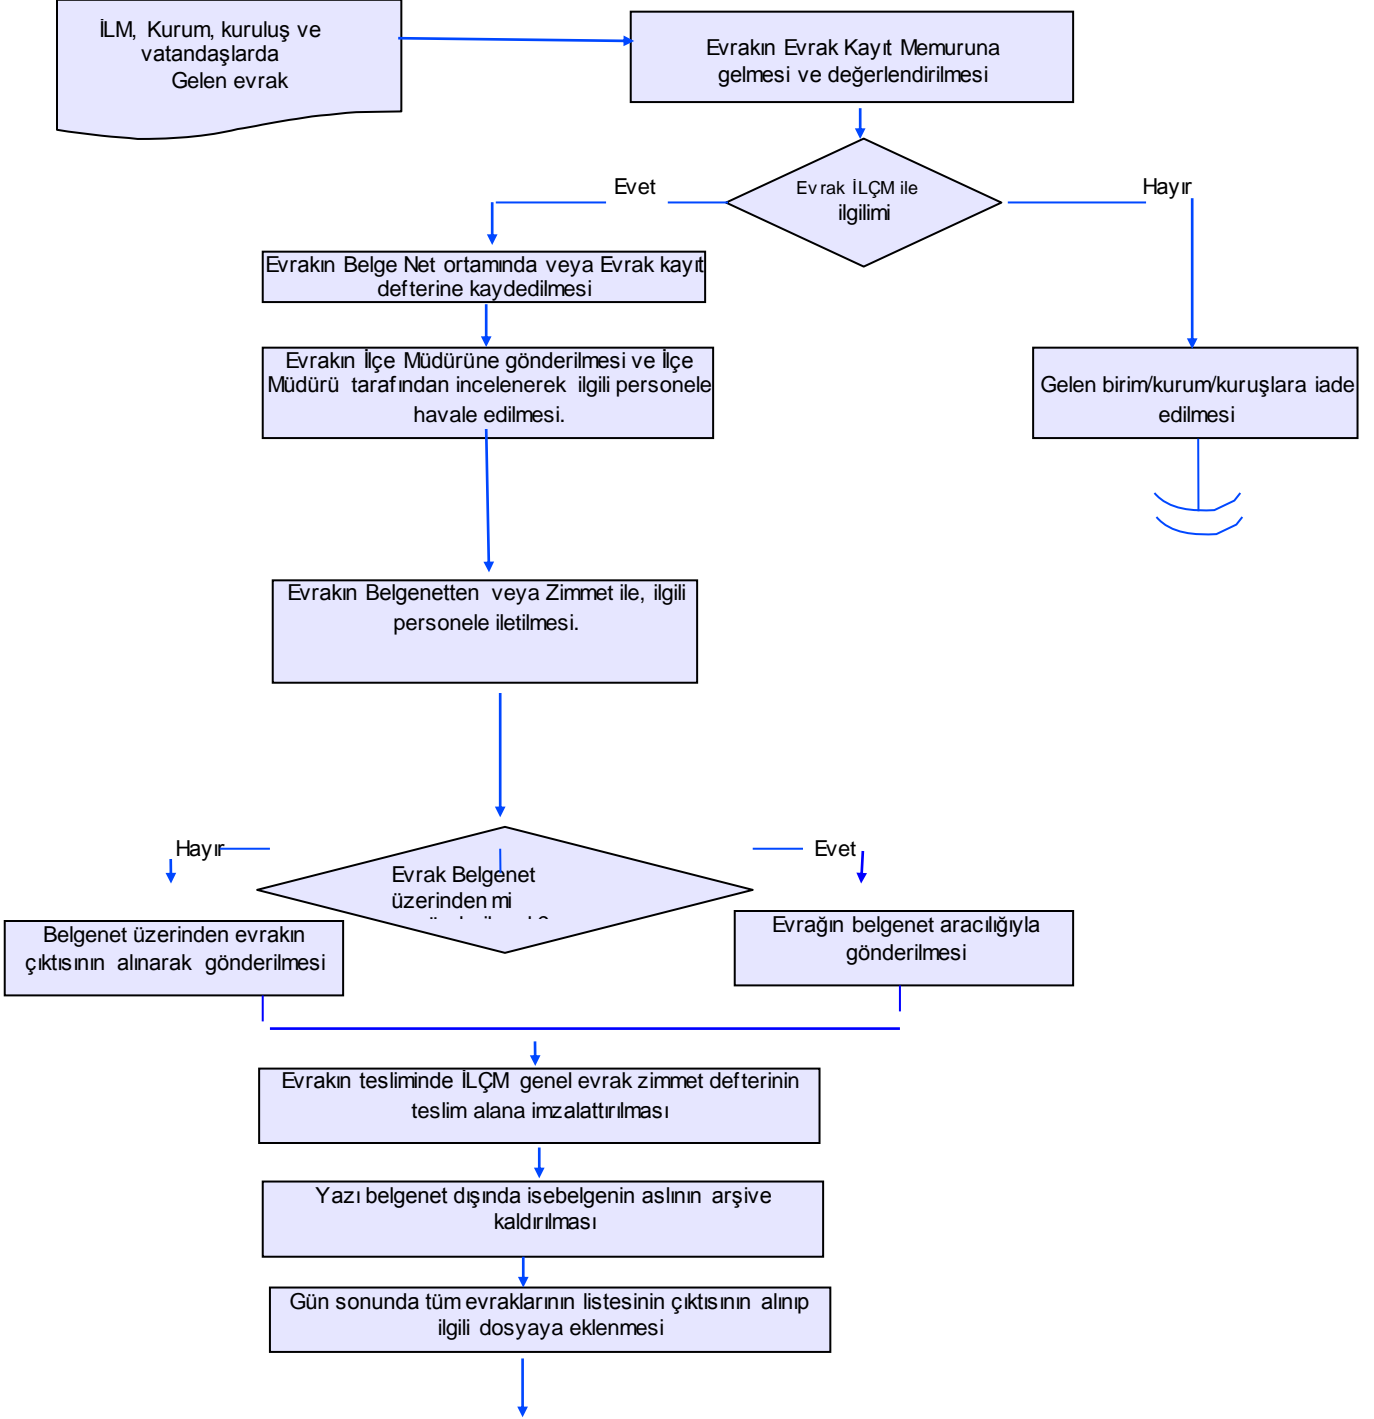 İLM, Kurum, kuruluş ve
vatandaşlarda
Gelen evrak
Evrakın Evrak Kayıt Memuruna
gelmesi ve değerlendirilmesi
Evrak İLÇM ile
ilgilimi
Evet
Hayır
Evrakın Belge Net ortamında veya Evrak kayıt
defterine kaydedilmesi
Evrakın İlçe Müdürüne gönderilmesi ve İlçe
Müdürü tarafından incelenerek ilgili personele
havale edilmesi.
Gelen birim/kurum/kuruşlara iade
edilmesi
Evrakın Belgenetten veya Zimmet ile, ilgili
personele iletilmesi.
Hayır
Evet
Evrak Belgenet
üzerinden mi
Belgenet üzerinden evrakın
çıktısının alınarak gönderilmesi
Evrağın belgenet aracılığıyla
gönderilmesi
Evrakın tesliminde İLÇM genel evrak zimmet defterinin
teslim alana imzalattırılması
Yazı belgenet dışında isebelgenin aslının arşive
kaldırılması
Gün sonunda tüm evraklarının listesinin çıktısının alınıp
ilgili dosyaya eklenmesi